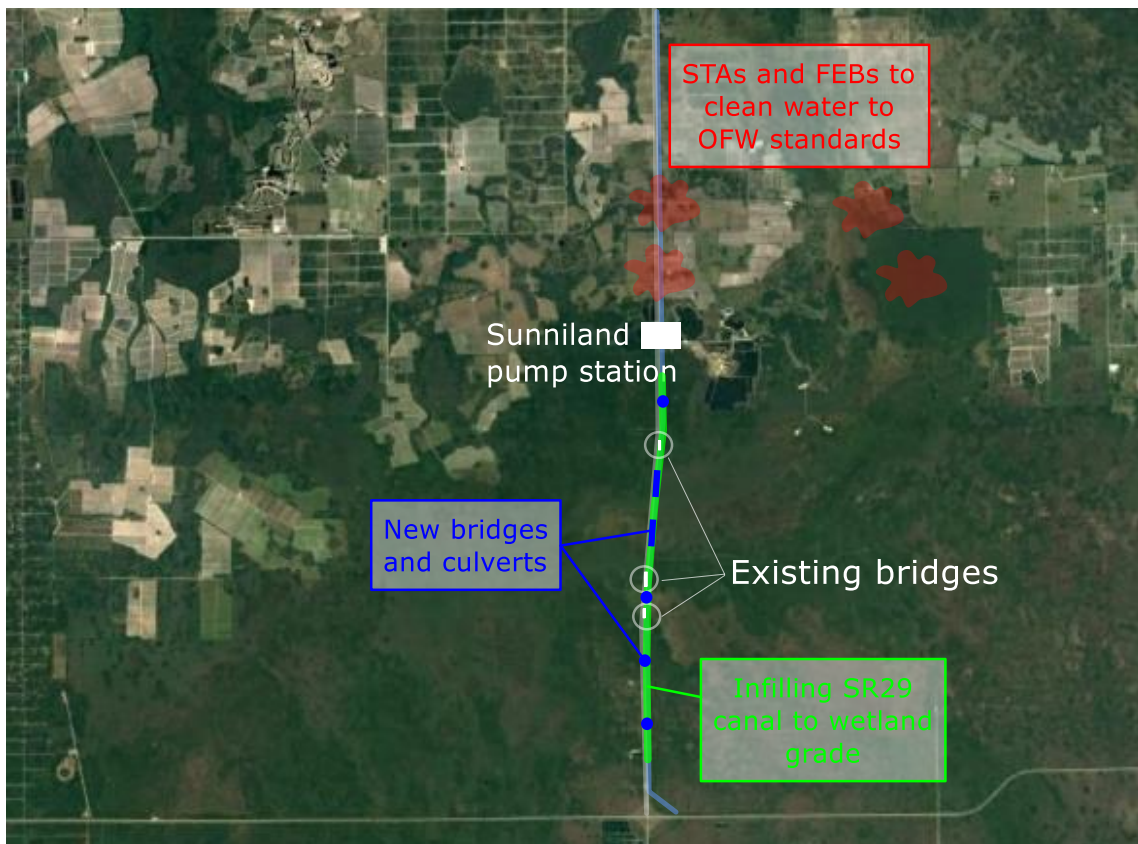 STAs and FEBs to
clean water to
OFW standards
Sunniland
pump station
New bridges
and culverts
Existing bridges
Infilling SR29
canal to wetland
grade